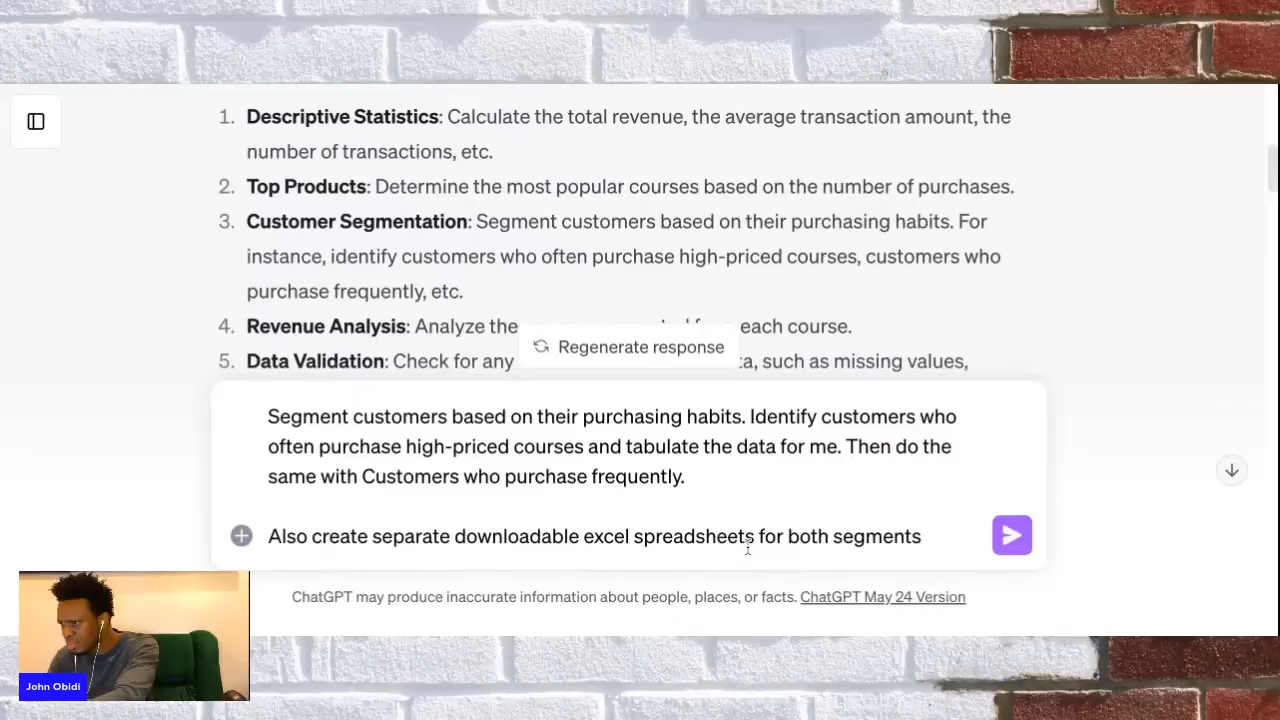 1. Descriptive Statistics: Calculate the total revenue, the average transaction amount, the
number of transactions, etc.
2. Top Products: Determine the most popular courses based on the number of purchases.
3. Customer Segmentation: Segment customers based on their purchasing habits. For
instance, identify customers who often purchase high-priced courses, customers who
purchase frequently, etc.
4. Revenue Analysis: Analyze the each course.
Regenerate response
5. Data Validation: Check for any such as missing values,
Segment customers based on their purchasing habits. Identify customers who
often purchase high-priced courses and tabulate the data for me. Then do the
same with Customers who purchase frequently.
Also create separate downloadable excel spreadsheets for both segments
ChatGPT may produce inaccurate information about people, places, or facts. ChatGPT May 24 Version
John Obidi